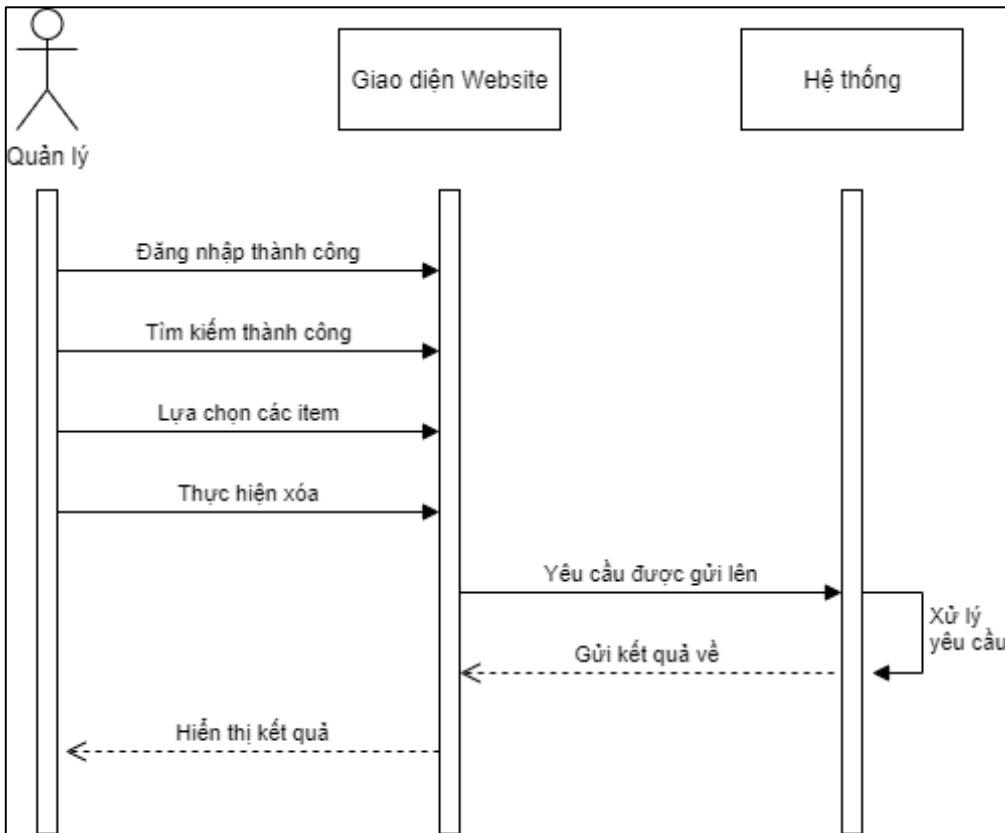 Giao diện Website
Hệ thống
Quản lý
Đăng nhập thành công
Tìm kiếm thành công
Lựa chọn các item
Thực hiện xóa
Yêu cầu được gửi lên
Xử lý
yêu cầu
Gửi kết quả về
Hiển thị kết quả